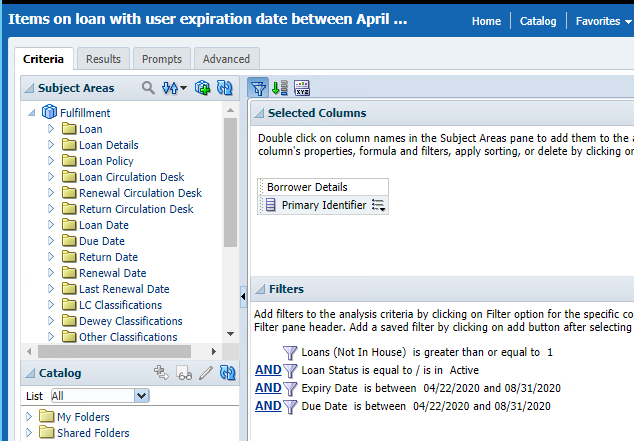 Items on loan with user expiration date between April ...
Home Catalog Favorites
Criteria Results Prompts Advanced
Subject Areas
Fulfillment
Loan
Loan Details
Loan Policy
Loan Circulation Desk
Renewal Circulation Desk
Return Circulation Desk
Loan Date
Due Date
Return Date
Renewal Date
Last Renewal Date
LC Classifications
Dewey Classifications
Other Classifications
Catalog
List All
My Folders
Shared Folders
XYZ
Selected Columns
Double click on column names in the Subject Areas pane to add them to the a
column's properties, formula and filters, apply sorting, or delete by clicking or
Borrower Details
Primary Identifier
Filters
Add filters to the analysis criteria by clicking on Filter option for the specific co
Filter pane header. Add a saved filter by clicking on add button after selecting
Loans (Not In House) is greater than or equal to 1
AND Loan Status is equal to / is in Active
AND Expiry Date is between 04/22/2020 and 08/31/2020
AND Due Date is between 04/22/2020 and 08/31/2020